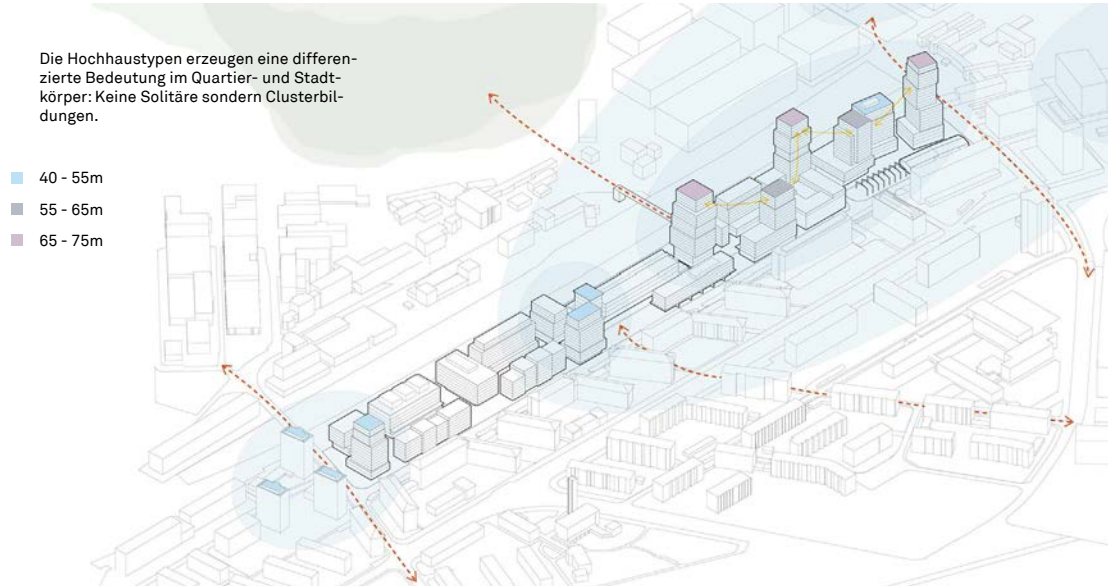 Die Hochhaustypen erzeugen eine differen-
zierte Bedeutung im Quartier- und Stadt-
körper: Keine Solitäre sondern Clusterbil-
dungen.
40 - 55m
55 - 65m
65 - 75m